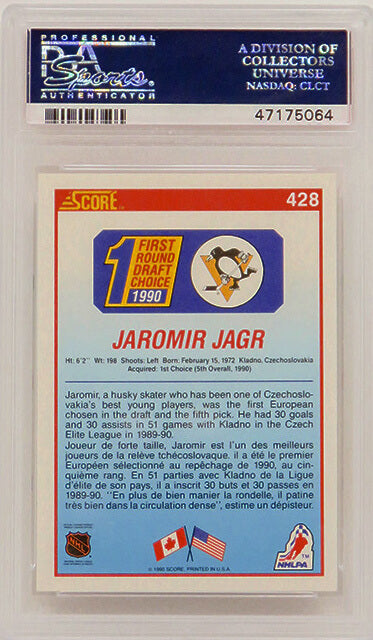 PROFESSIONAL
PSA
Sports
AUTHENTICATOR
A DIVISION OF
COLLECTORS
UNIVERSE
NASDAQ: CLCT
47175064
SCORE 428
1 FIRST
ROUND
DRAFT
CHOICE
1990
JAROMIR JAGR
Ht: 6'2" Wt: 198 Shoots: Left Born: February 15, 1972 Kladno, Czechoslovakia
Acquired: 1st Choice (5th Overall, 1990)
Jaromir, a husky skater who has been one of Czechoslo-
vakia's best young players, was the first European
chosen in the draft and the fifth pick. He had 30 goals
and 30 assists in 51 games with Kladno in the Czech
Elite League in 1989-90.
Joueur de forte taille, Jaromir est l'un des meilleurs
joueurs de la relève tchécoslovaque. il a été le premier
Européen sélectionné au repêchage de 1990, au cin-
quième rang. En 51 parties avec Kladno de la Ligue
d'élite de son pays, il a inscrit 30 buts et 30 passes en
1989-90. "En plus de bien manier la rondelle, il patine
très bien dans la circulation dense", estime un dépisteur.
NHL
NHLPA
TM
© 1990 SCORE, PRINTED IN U.S.A.